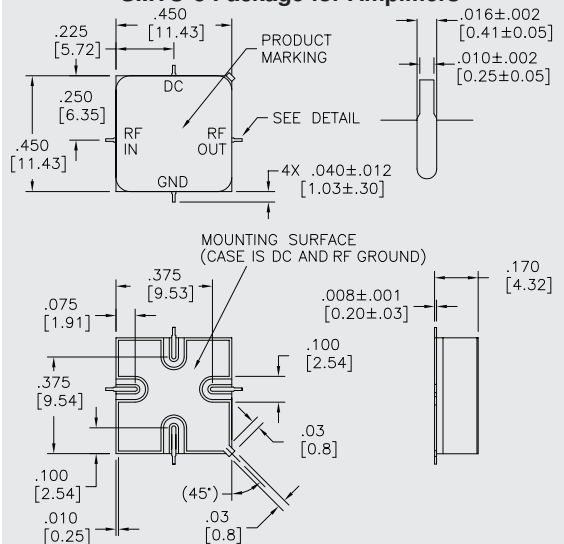 .450
[11.43]
.225
[5.72]
PRODUCT
MARKING
.016±.002
[0.41±0.05]
.010±.002
[0.25±0.05]
DC
.250
[6.35]
SEE DETAIL
RF
IN
RF
OUT
.450
[11.43]
GND
4X .040±.012
[1.03±.30]
MOUNTING SURFACE
(CASE IS DC AND RF GROUND)
.375
[9.53]
.170
[4.32]
.075
[1.91]
.008±.001
[0.20±.03]
.100
[2.54]
.375
[9.54]
.03
[0.8]
.100
[2.54]
(45°)
.010
[0.25]
.03
[0.8]